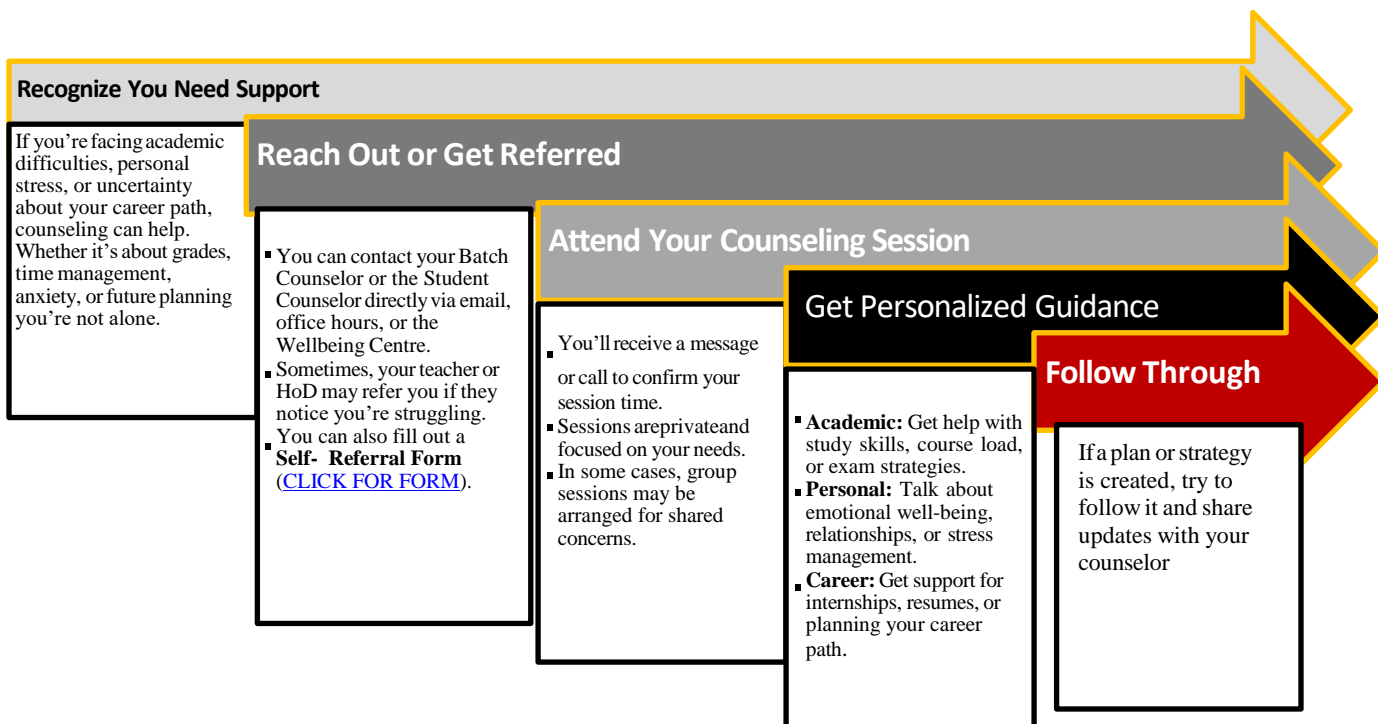 Recognize You Need Support
If you’re facing academic
difficulties, personal
stress, or uncertainty
about your career path,
counseling can help.
Whether it’s about grades,
time management,
anxiety, or future planning
you’re not alone.
Reach Out or Get Referred
▪ You can contact your Batch
Counselor or the Student
Counselor directly via email,
office hours, or the
Wellbeing Centre.
▪ Sometimes, your teacher or
HoD may refer you if they
notice you’re struggling.
▪ You can also fill out a
Self- Referral Form
(CLICK FOR FORM).
Attend Your Counseling Session
▪ You’ll receive a message
or call to confirm your
session time.
▪ Sessions areprivateand
focused on your needs.
▪ In some cases, group
sessions may be
arranged for shared
concerns.
Get Personalized Guidance
▪ Academic: Get help with
study skills, course load,
or exam strategies.
▪ Personal: Talk about
emotional well-being,
relationships, or stress
management.
▪ Career: Get support for
internships, resumes, or
planning your career
path.
Follow Through
If a plan or strategy
is created, try to
follow it and share
updates with your
counselor